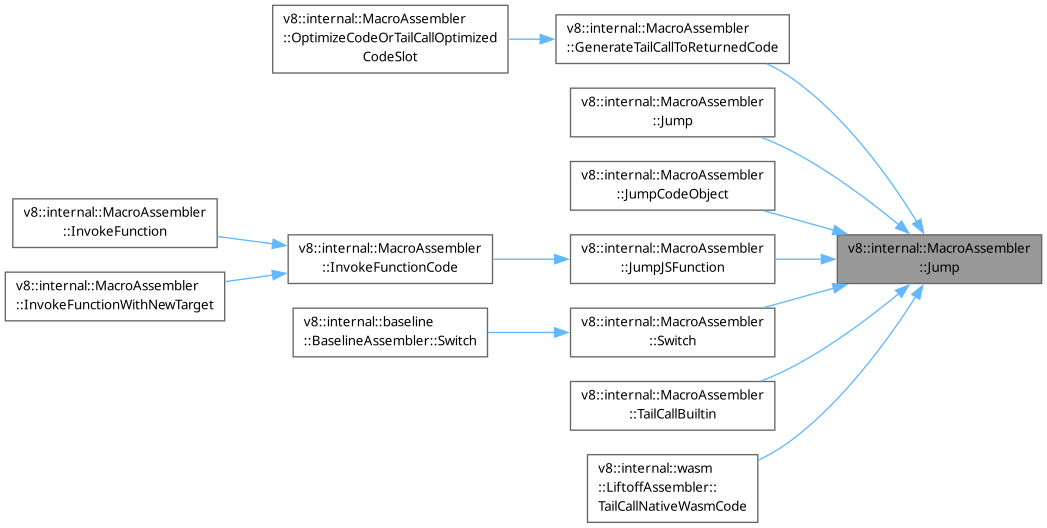 v8::internal::MacroAssembler
::OptimizeCodeOrTailCallOptimized
CodeSlot
v8::internal::MacroAssembler
::GenerateTailCallToReturnedCode
v8::internal::MacroAssembler
::Jump
v8::internal::MacroAssembler
::JumpCodeObject
v8::internal::MacroAssembler
::InvokeFunction
v8::internal::MacroAssembler
::InvokeFunctionWithNewTarget
v8::internal::MacroAssembler
::InvokeFunctionCode
v8::internal::MacroAssembler
::JumpJSFunction
v8::internal::MacroAssembler
::Jump
v8::internal::baseline
::BaselineAssembler::Switch
v8::internal::MacroAssembler
::Switch
v8::internal::MacroAssembler
::TailCallBuiltin
v8::internal::wasm
::LiftoffAssembler::
TailCallNativeWasmCode